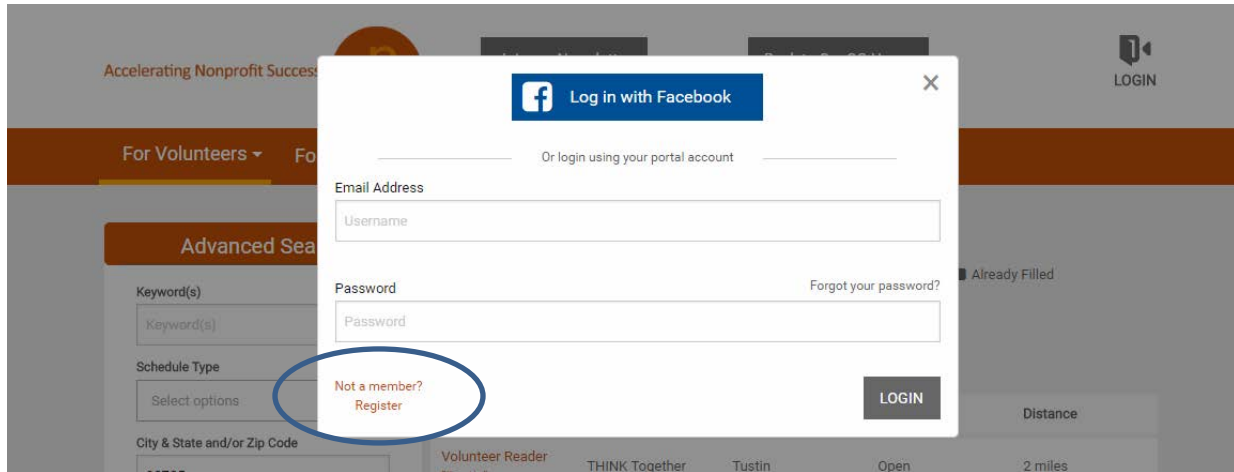 Accelerating Nonprofit Success
LOGIN
Log in with Facebook
×
For Volunteers
Fo
Or login using your portal account
Email Address
Username
Advanced Sea
Already Filled
Keyword(s)
Password
Forgot your password?
Keyword(s)
Password
Schedule Type
Select options
Not a member?
Register
LOGIN
Distance
City & State and/or Zip Code
Volunteer Reader
THINK Together
Tustin
Open
2 miles